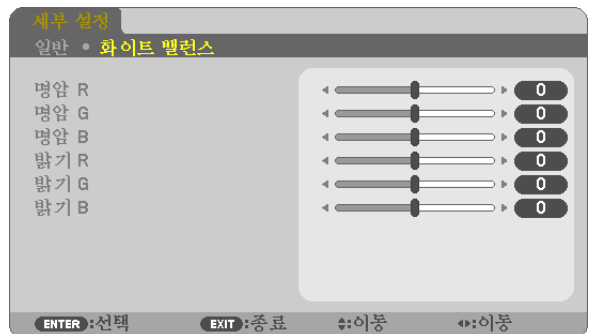 세부 설정
일반 • 화이트 밸런스
명암 R 0
명암 G 0
명암 B 0
밝기 R 0
밝기 G 0
밝기 B 0
ENTER :선택 EXIT :종료 :이동 :이동